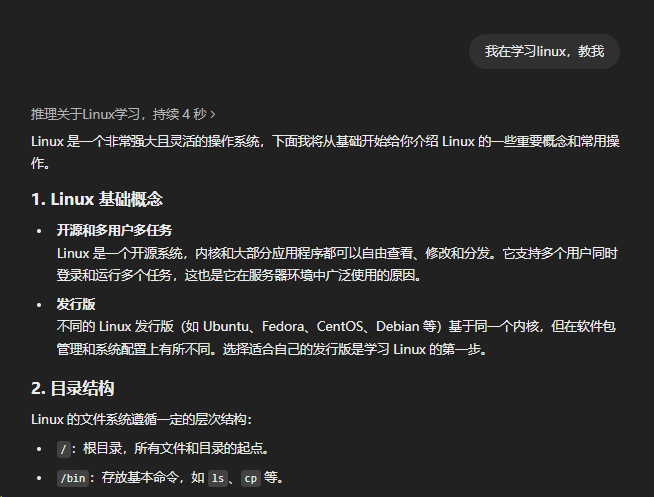 我在学习linux，教我
推理关于Linux学习，持续 4 秒 >
Linux 是一个非常强大且灵活的操作系统，下面我将从基础开始给你介绍 Linux 的一些重要概念和常用操
作。
1. Linux 基础概念
• 开源和多用户多任务
Linux 是一个开源系统，内核和大部分应用程序都可以自由查看、修改和分发。它支持多个用户同时
登录和运行多个任务，这也是它在服务器环境中广泛使用的原因。
• 发行版
不同的 Linux 发行版（如 Ubuntu、Fedora、CentOS、Debian 等）基于同一个内核，但在软件包
管理和系统配置上有所不同。选择适合自己的发行版是学习 Linux 的第一步。
2. 目录结构
Linux 的文件系统遵循一定的层次结构：
• /：根目录，所有文件和目录的起点。
• /bin：存放基本命令，如 ls、cp 等。